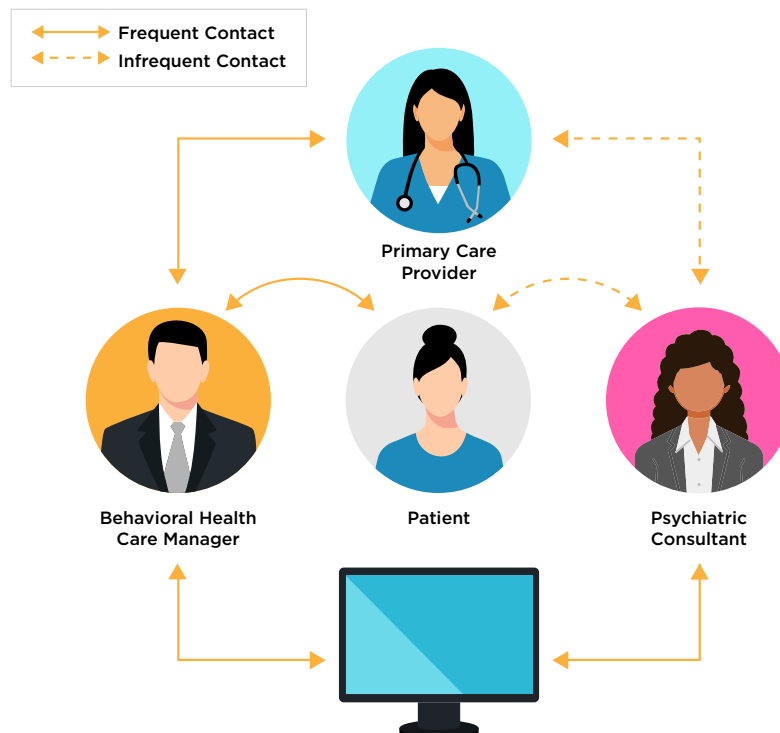 Frequent Contact
Infrequent Contact
Primary Care
Provider
Behavioral Health
Care Manager
Patient
Psychiatric
Consultant